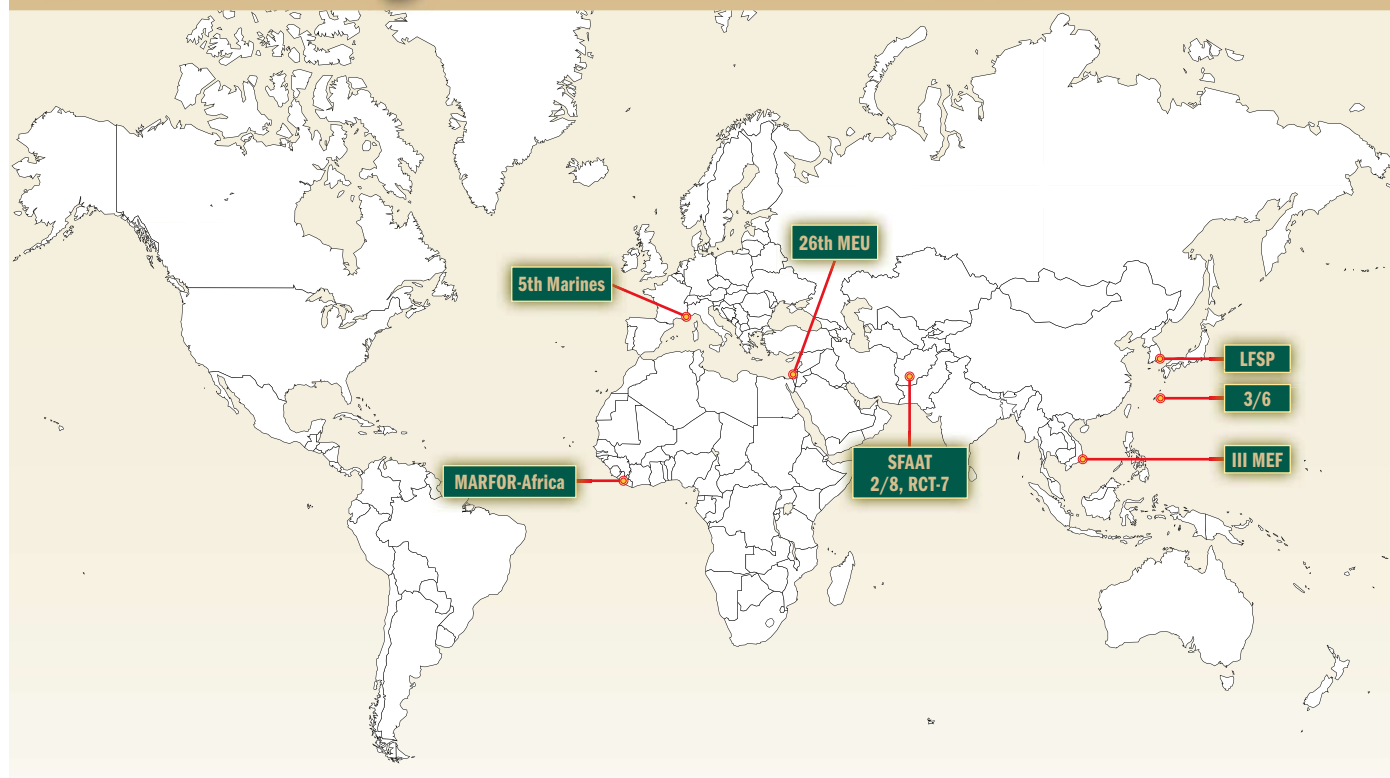 26th MEU
5th Marines
LFSP
3/6
III MEF
SFAAT
2/8, RCT-7
MARFOR-Africa